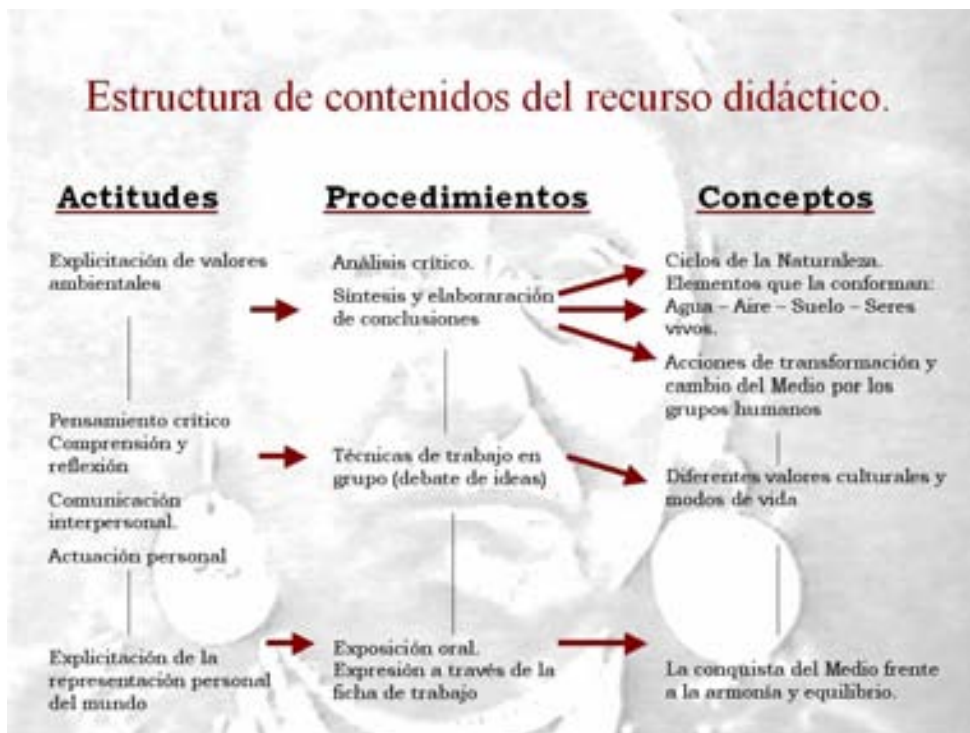 Estructura de contenidos del recurso didáctico.
Actitudes
Explicitación de valores
ambientales
Pensamiento crítico
Comprensión y
reflexión
Comunicación
interpersonal.
Actuación personal
Explicitación de la
representación personal
del mundo
Procedimientos
Análisis crítico.
Síntesis y elaboraración
de conclusiones
Técnicas de trabajo en
grupo (debate de ideas)
Exposición oral.
Expresión a través de la
ficha de trabajo
Conceptos
Ciclos de la Naturaleza.
Elementos que la conforman:
Agua – Aire – Suelo – Seres
vivos.
Acciones de transformación y
cambio del Medio por los
grupos humanos
Diferentes valores culturales y
modos de vida
La conquista del Medio frente
a la armonía y equilibrio.